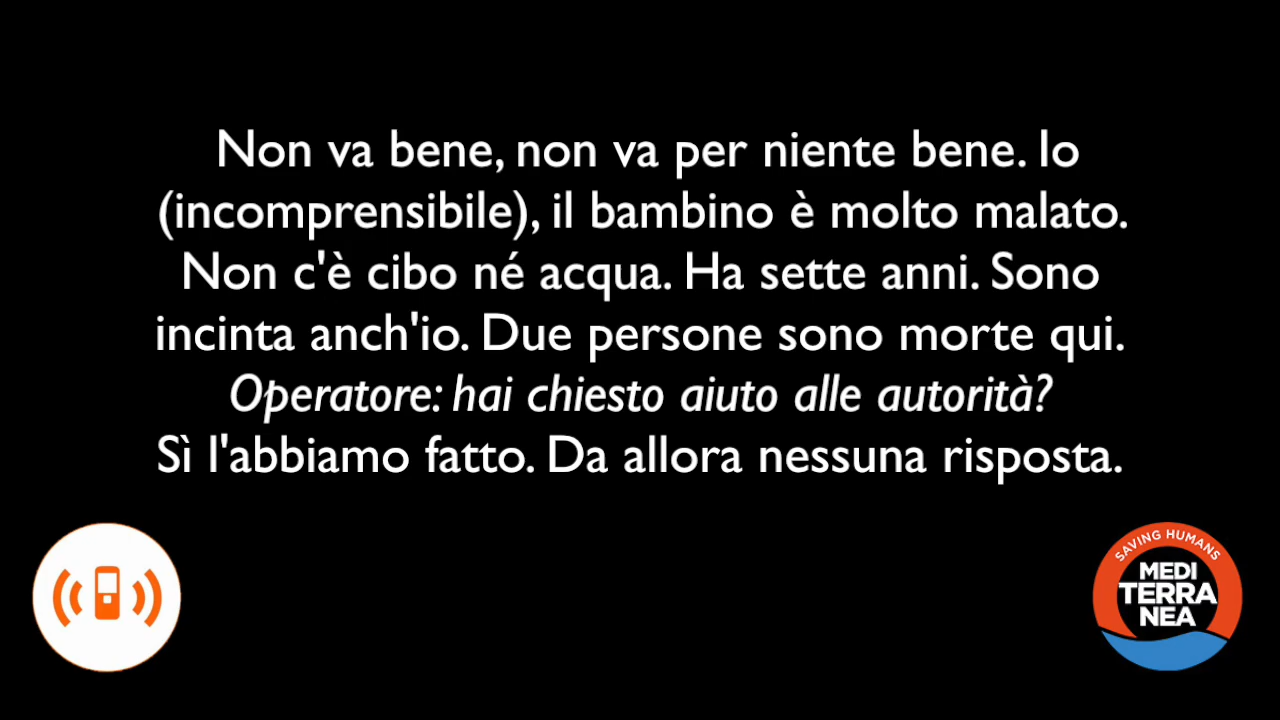 Non va bene, non va per niente bene. Io
(incomprensibile), il bambino è molto malato.
Non c'è cibo né acqua. Ha sette anni. Sono
incinta anch'io. Due persone sono morte qui.
Operatore: hai chiesto aiuto alle autorità?
Sì l'abbiamo fatto. Da allora nessuna risposta.
SAVING HUMANS
MEDI
TERRA
NEA